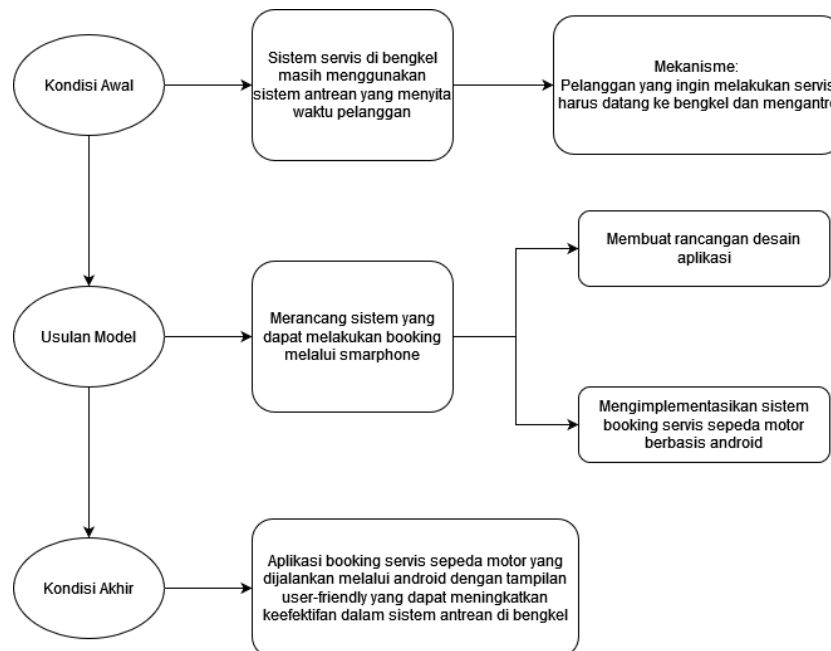 Kondisi Awal
Sistem servis di bengkel
masih menggunakan
sistem antrean yang menyita
waktu pelanggan
Mekanisme:
Pelanggan yang ingin melakukan servis
harus datang ke bengkel dan mengantre
Usulan Model
Merancang sistem yang
dapat melakukan booking
melalui smarphone
Membuat rancangan desain
aplikasi
Mengimplementasikan sistem
booking servis sepeda motor
berbasis android
Kondisi Akhir
Aplikasi booking servis sepeda motor yang
dijalankan melalui android dengan tampilan
user-friendly yang dapat meningkatkan
keefektifan dalam sistem antrean di bengkel